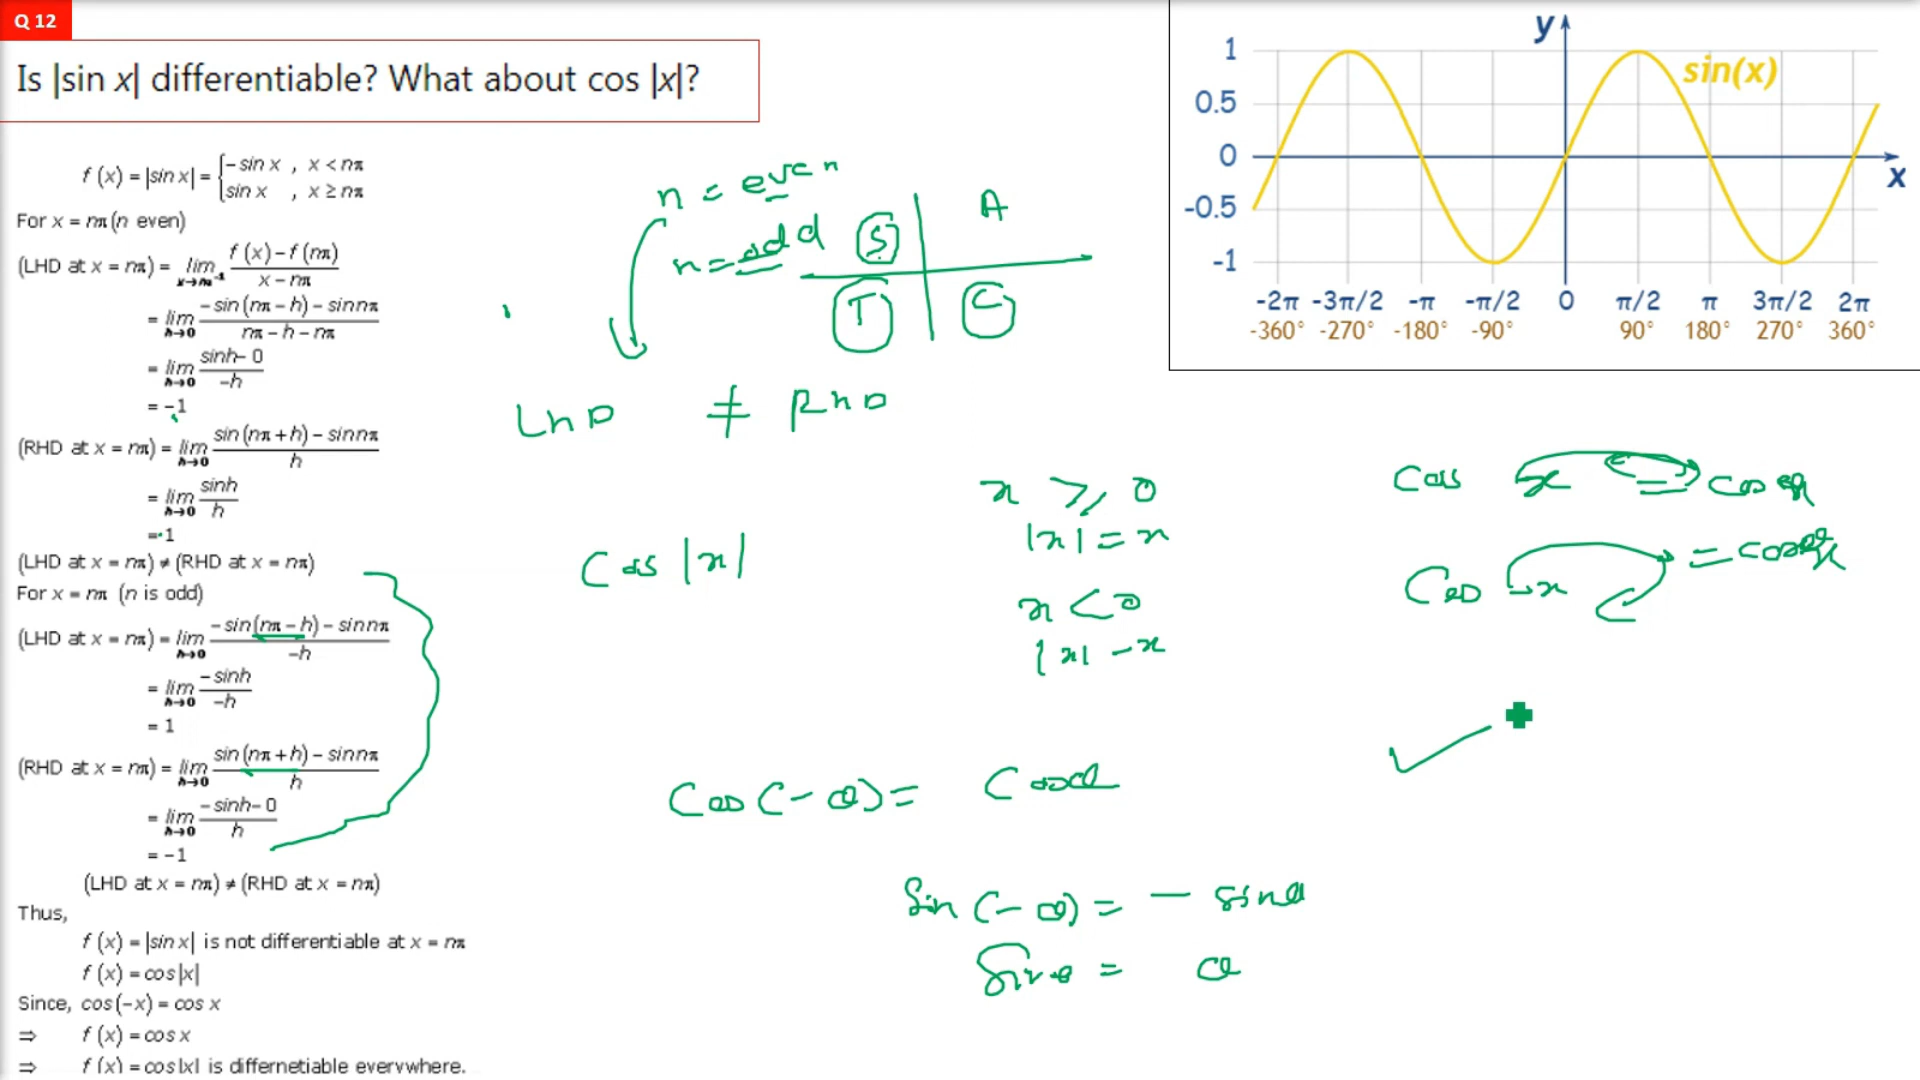 Q 12
Is |sin x| differentiable? What about cos |x|?
f (x) = |sin x| = { -sin x , x < nπ
sin x , x ≥ nπ
For x = nπ (n even)
(LHD at x = nπ) = lim x→nπ⁻¹ f (x) - f (nπ) / x - nπ
= lim h→0 -sin (nπ - h) - sin nπ / nπ - h - nπ
= lim h→0 sinh - 0 / -h
= -1
(RHD at x = nπ) = lim h→0 sin (nπ + h) - sin nπ / h
= lim h→0 sinh / h
= 1
(LHD at x = nπ) ≠ (RHD at x = nπ)
For x = nπ (n is odd)
(LHD at x = nπ) = lim h→0 -sin (nπ - h) - sin nπ / -h
= lim h→0 -sinh / -h
= 1
(RHD at x = nπ) = lim h→0 sin (nπ + h) - sin nπ / h
= lim h→0 -sinh - 0 / h
= -1
(LHD at x = nπ) ≠ (RHD at x = nπ)
Thus,
f (x) = |sin x| is not differentiable at x = nπ
f (x) = cos|x|
Since, cos (-x) = cos x
⇒ f (x) = cos x
⇒ f (x) = cos|x| is differnetiable everywhere.
n = even
n = odd
S A
T C
LHD ≠ RHD
x ≥ 0
|x| = x
Cos |x|
x < 0
|x| - x
Cos x = cos x
Cos -x = cos x
Cos (- θ) = Cos θ
Sin (- θ) = - sin θ
Sin θ = θ
y
sin(x)
1
0.5
0
-0.5
-1
x
-2π -3π/2 -π -π/2 0 π/2 π 3π/2 2π
-360° -270° -180° -90° 90° 180° 270° 360°